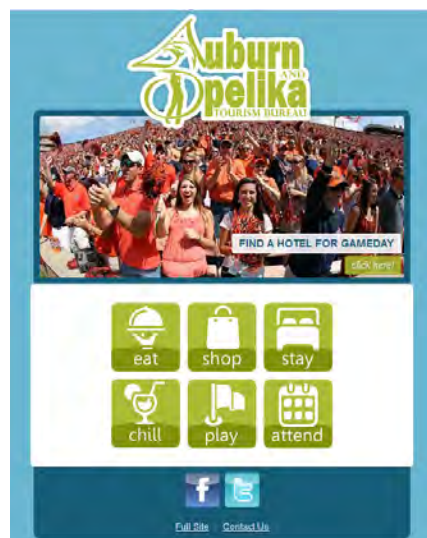 Auburn
AND
Opelika
TOURISM BUREAU
FIND A HOTEL FOR GAMEDAY
click here!
eat
shop
stay
chill
play
attend
Full Site
Contact Us